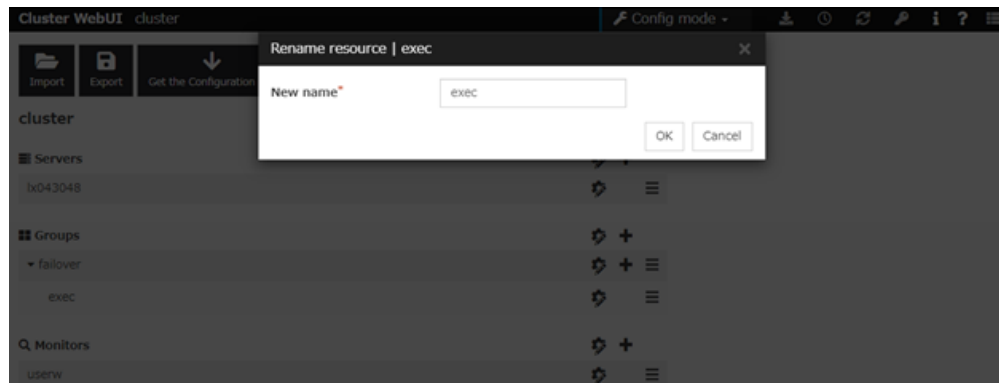 Cluster WebUI cluster
Config mode
Rename resource | exec
New name*
exec
OK Cancel
Import Export Get the Configuration
cluster
Servers
lx043048
Groups
failover
exec
Monitors
userw